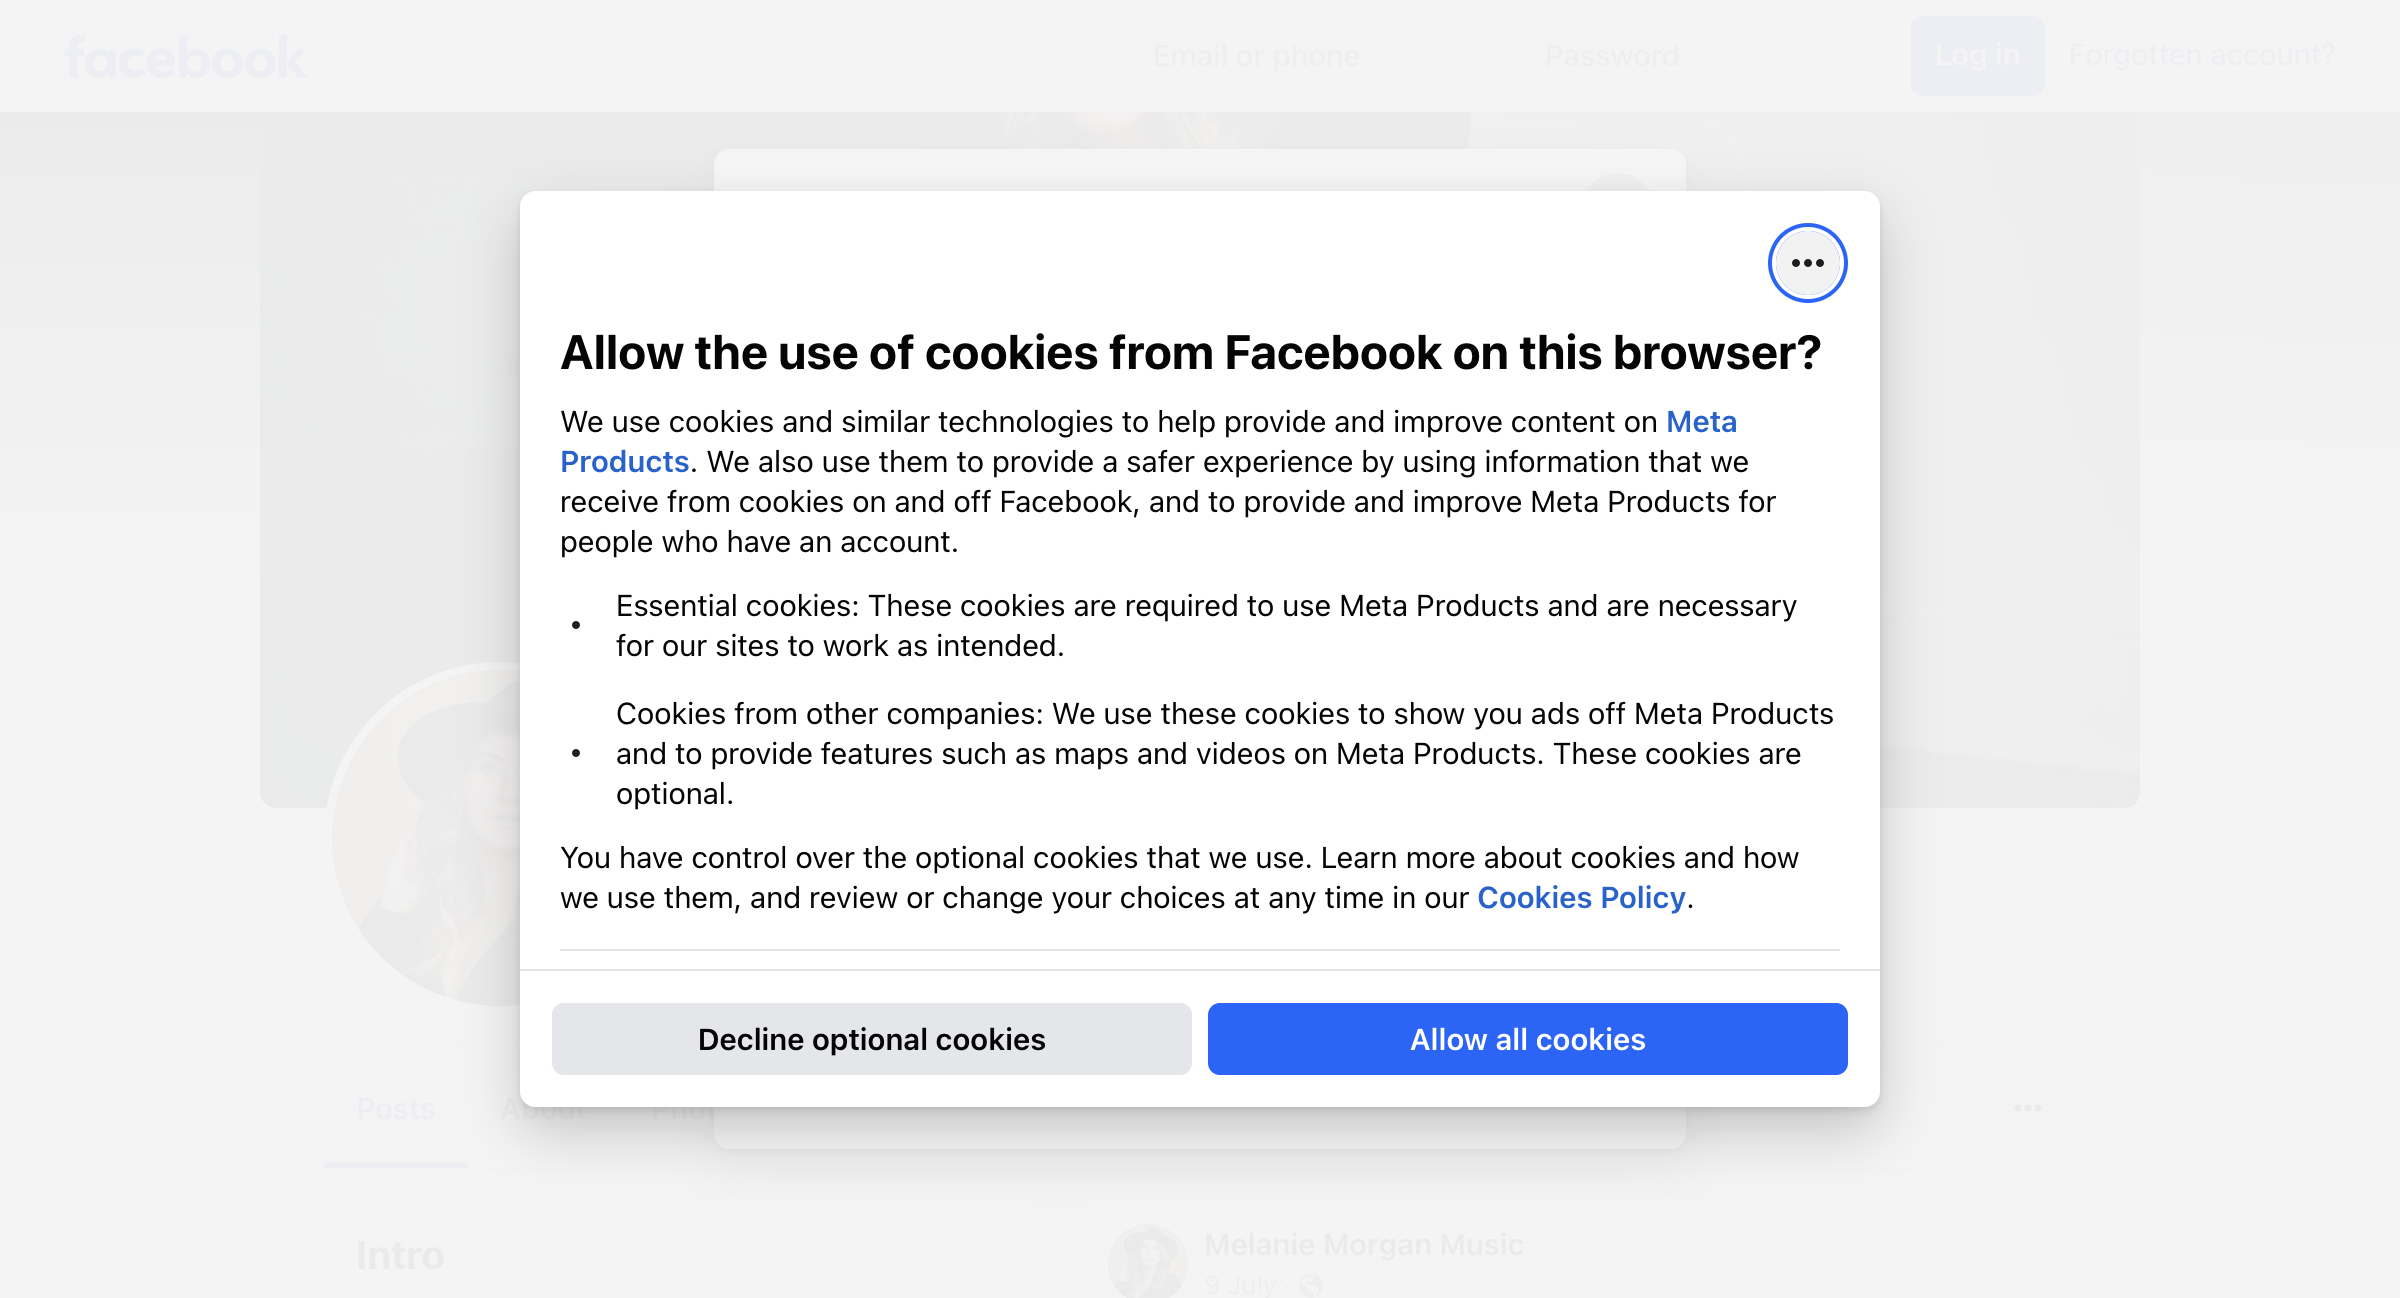 facebook
Email or phone
Password
Log in
Forgotten account?
Allow the use of cookies from Facebook on this browser?
We use cookies and similar technologies to help provide and improve content on Meta
Products. We also use them to provide a safer experience by using information that we
receive from cookies on and off Facebook, and to provide and improve Meta Products for
people who have an account.
• Essential cookies: These cookies are required to use Meta Products and are necessary
for our sites to work as intended.
• Cookies from other companies: We use these cookies to show you ads off Meta Products
and to provide features such as maps and videos on Meta Products. These cookies are
optional.
You have control over the optional cookies that we use. Learn more about cookies and how
we use them, and review or change your choices at any time in our Cookies Policy.
Decline optional cookies
Allow all cookies
Posts
About
Intro
Melanie Morgan Music
9 July ·